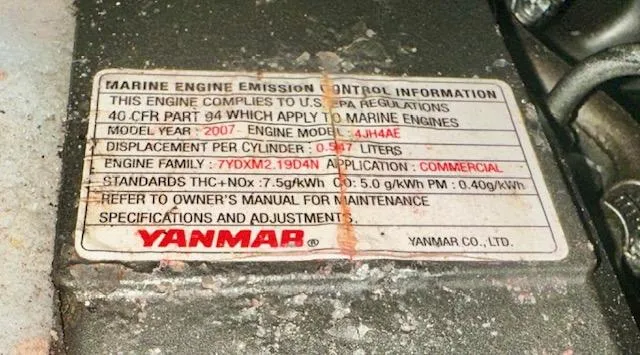 MARINE ENGINE EMISSION CONTROL INFORMATION
THIS ENGINE COMPLIES TO U.S. EPA REGULATIONS
40 CFR PART 94 WHICH APPLY TO MARINE ENGINES
MODEL YEAR : 2007 ENGINE MODEL : 4JH4AE
DISPLACEMENT PER CYLINDER : 0.547 LITERS
ENGINE FAMILY : 7YDXM2.19D4N APPLICATION : COMMERCIAL
STANDARDS THC+NOx : 7.5g/kWh CO: 5.0 g/kWh PM : 0.40g/kWh
REFER TO OWNER'S MANUAL FOR MAINTENANCE
SPECIFICATIONS AND ADJUSTMENTS.
YANMAR ® YANMAR CO., LTD.